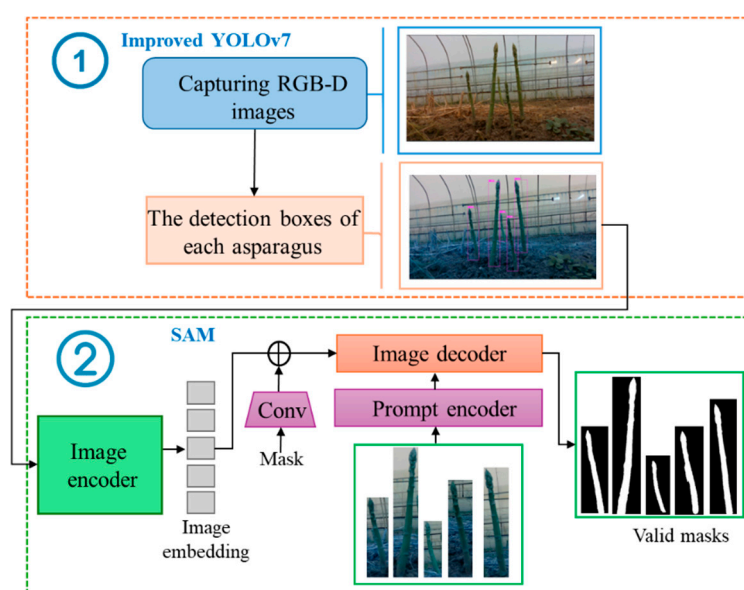 1
Improved YOLOv7
Capturing RGB-D
images
The detection boxes of
each asparagus
2
SAM
Image decoder
Conv
Prompt encoder
Image
encoder
Mask
Image
embedding
Valid masks